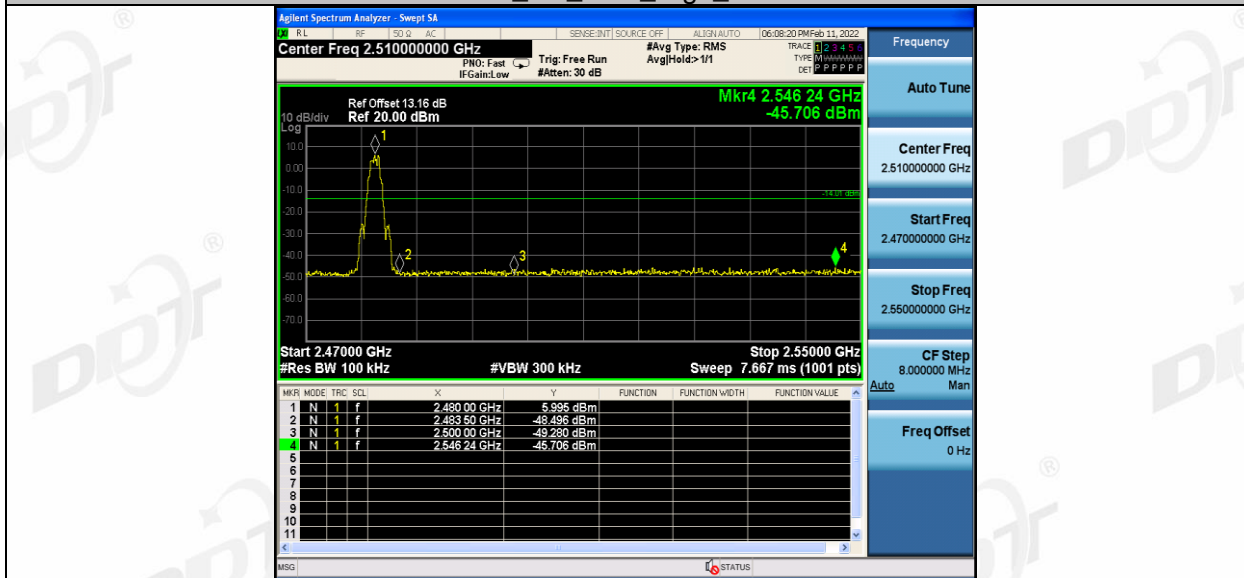 Agilent Spectrum Analyzer - Swept SA
RL RF 50 Ω AC SENSE:INT SOURCE OFF ALIGN AUTO 06:08:20 PM Feb 11, 2022
Center Freq 2.510000000 GHz
PNO: Fast
IFGain:Low
Trig: Free Run
#Atten: 30 dB
#Avg Type: RMS
Avg|Hold:>1/1
TRACE 1 2 3 4 5 6
TYPE M
DET P P P P P P
Mkr4 2.546 24 GHz
-45.706 dBm
Ref Offset 13.16 dB
10 dB/div Ref 20.00 dBm
Log
10.0
0.00
-10.0
-20.0
-30.0
-40.0
-50.0
-60.0
-70.0
1
2
3
4
-14.01 dBm
Start 2.47000 GHz Stop 2.55000 GHz
#Res BW 100 kHz #VBW 300 kHz Sweep 7.667 ms (1001 pts)
MKR MODE TRC SCL X Y FUNCTION FUNCTION WIDTH FUNCTION VALUE
1 N 1 f 2.480 00 GHz 5.995 dBm
2 N 1 f 2.483 50 GHz -48.496 dBm
3 N 1 f 2.500 00 GHz -49.280 dBm
4 N 1 f 2.546 24 GHz -45.706 dBm
5
6
7
8
9
10
11
MSG STATUS
Frequency
Auto Tune
Center Freq
2.510000000 GHz
Start Freq
2.470000000 GHz
Stop Freq
2.550000000 GHz
CF Step
8.000000 MHz
Auto Man
Freq Offset
0 Hz
DDT
®